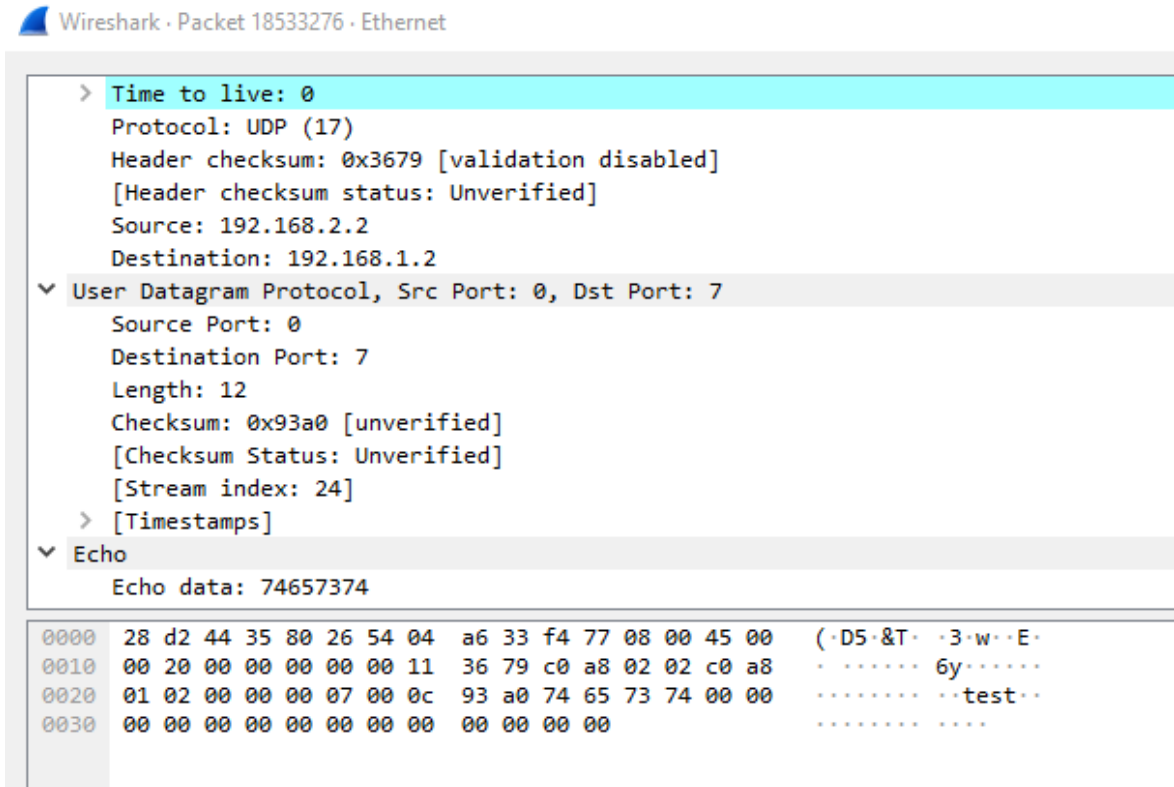 Wireshark · Packet 18533276 · Ethernet
> Time to live: 0
Protocol: UDP (17)
Header checksum: 0x3679 [validation disabled]
[Header checksum status: Unverified]
Source: 192.168.2.2
Destination: 192.168.1.2
User Datagram Protocol, Src Port: 0, Dst Port: 7
Source Port: 0
Destination Port: 7
Length: 12
Checksum: 0x93a0 [unverified]
[Checksum Status: Unverified]
[Stream index: 24]
> [Timestamps]
Echo
Echo data: 74657374
0000 28 d2 44 35 80 26 54 04 a6 33 f4 77 08 00 45 00 (·D5·&T· ·3·w··E·
0010 00 20 00 00 00 00 00 11 36 79 c0 a8 02 02 c0 a8 · ······ 6y······
0020 01 02 00 00 00 07 00 0c 93 a0 74 65 73 74 00 00 ········ ··test··
0030 00 00 00 00 00 00 00 00 00 00 00 00 ········ ····